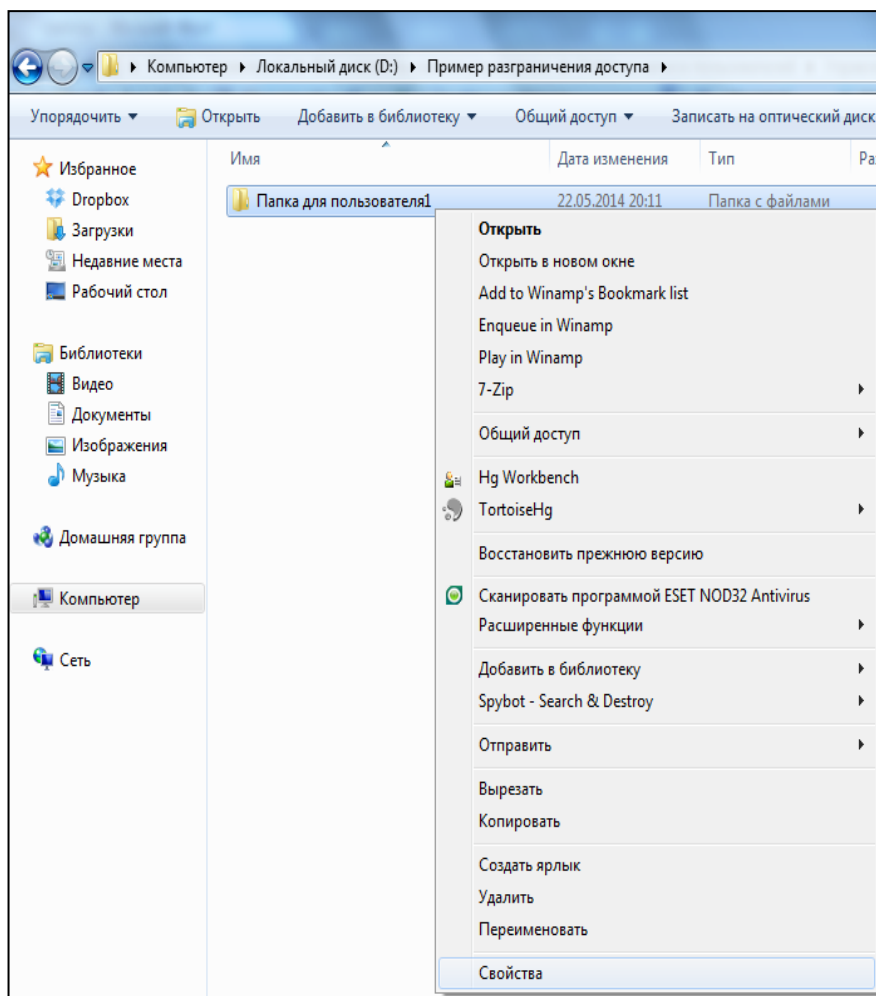 Компьютер Локальный диск (D:) Пример разграничения доступа
Упорядочить Открыть Добавить в библиотеку Общий доступ Записать на оптический диск
Имя Дата изменения Тип Ра
Избранное
Dropbox
Загрузки
Недавние места
Рабочий стол
Библиотеки
Видео
Документы
Изображения
Музыка
Домашняя группа
Компьютер
Сеть
Папка для пользователя1 22.05.2014 20:11 Папка с файлами
Открыть
Открыть в новом окне
Add to Winamp's Bookmark list
Enqueue in Winamp
Play in Winamp
7-Zip
Общий доступ
Hg Workbench
TortoiseHg
Восстановить прежнюю версию
Сканировать программой ESET NOD32 Antivirus
Расширенные функции
Добавить в библиотеку
Spybot - Search & Destroy
Отправить
Вырезать
Копировать
Создать ярлык
Удалить
Переименовать
Свойства